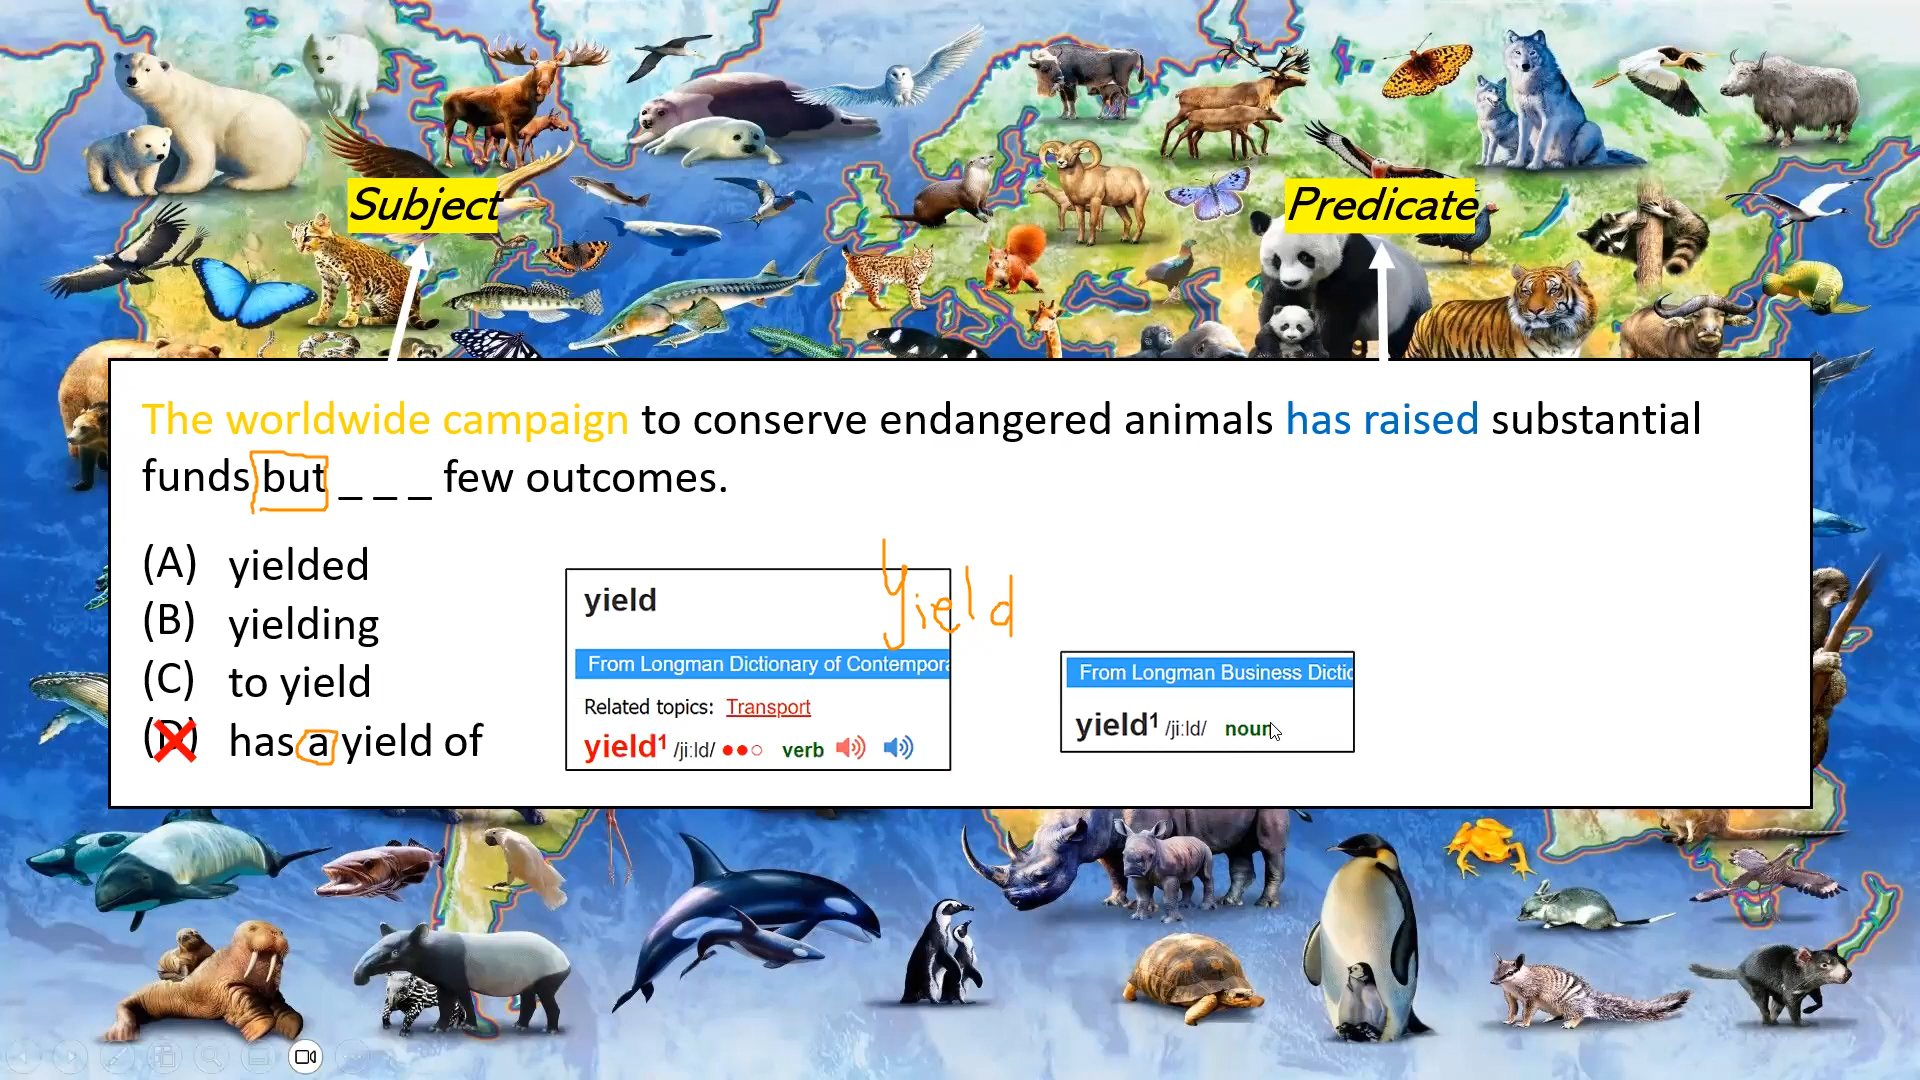 Subject
Predicate
The worldwide campaign to conserve endangered animals has raised substantial
funds but _ _ _ few outcomes.
(A) yielded
(B) yielding
(C) to yield
(D) has a yield of
yield
Yield
From Longman Dictionary of Contempora
Related topics: Transport
yield¹ /jiːld/ ●●○ verb
From Longman Business Dictio
yield¹ /jiːld/ noun